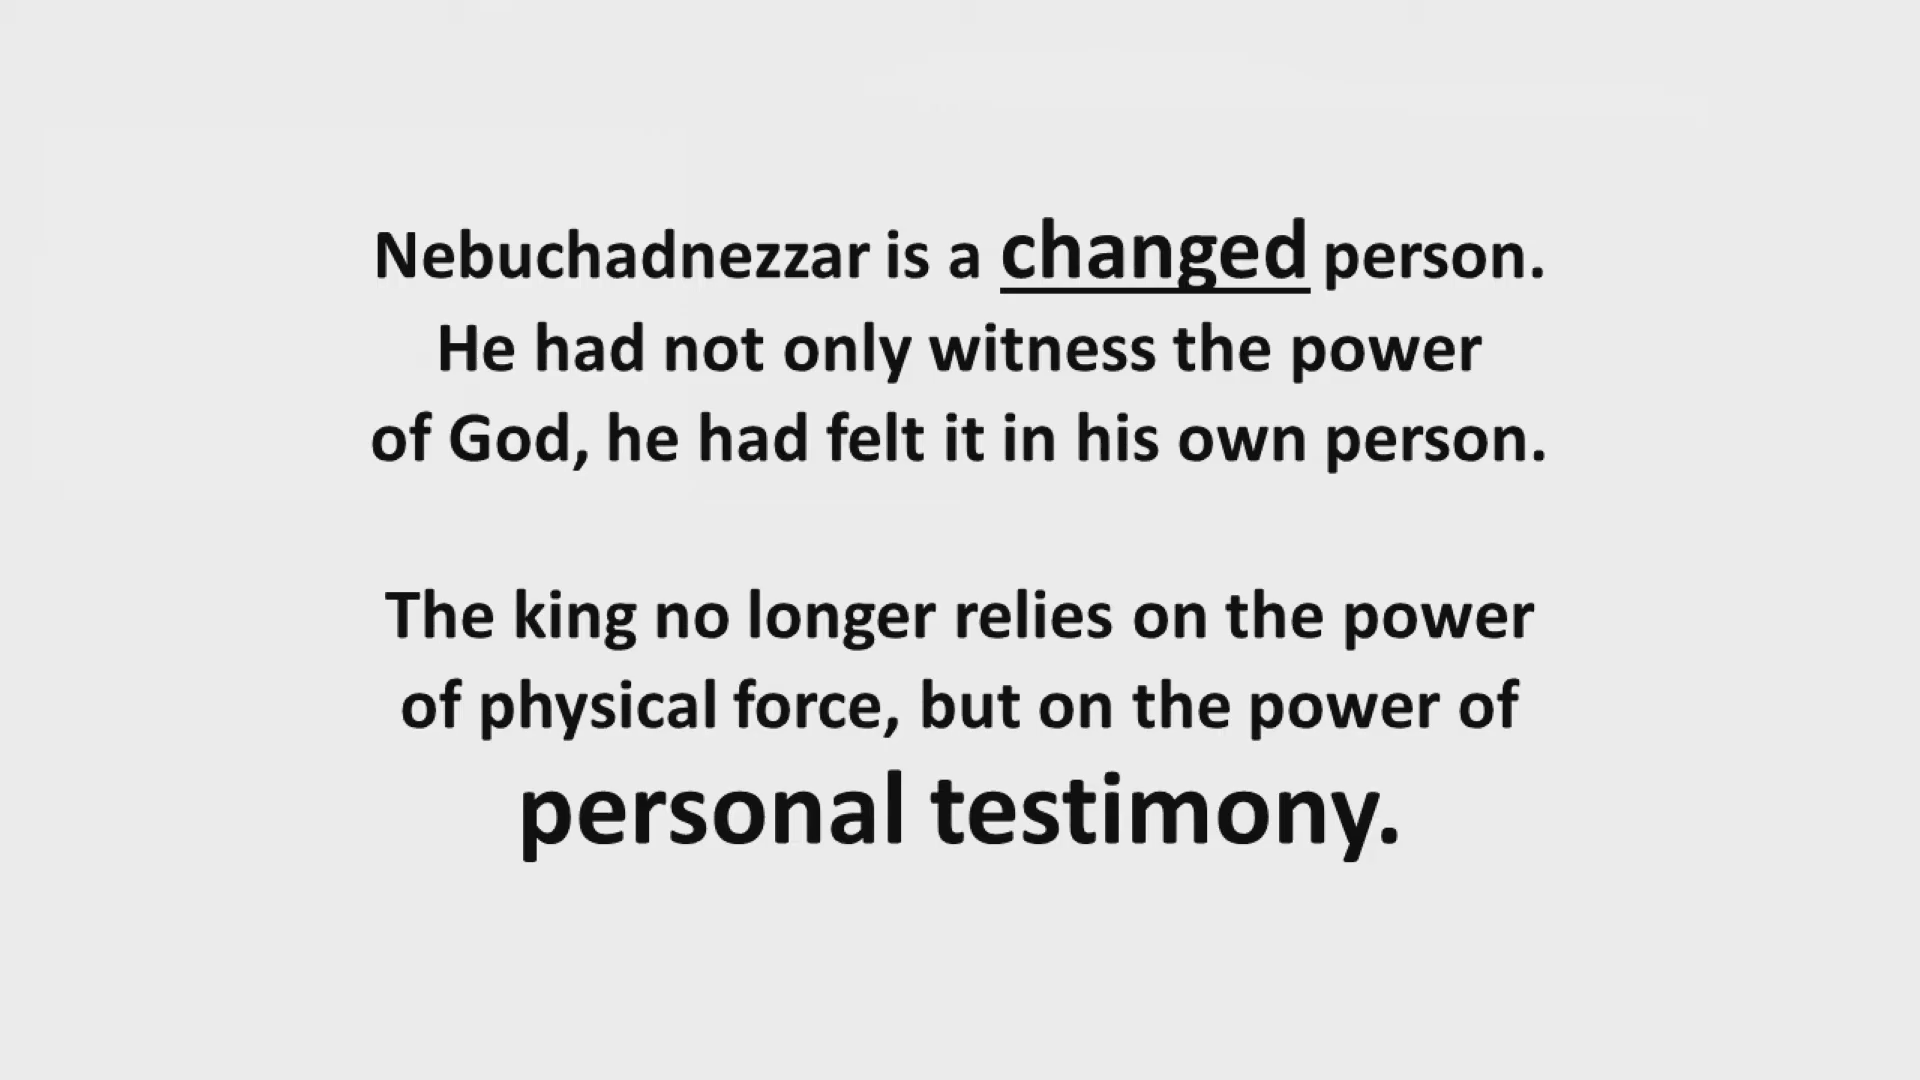 Nebuchadnezzar is a changed person.
He had not only witness the power
of God, he had felt it in his own person.
The king no longer relies on the power
of physical force, but on the power of
personal testimony.